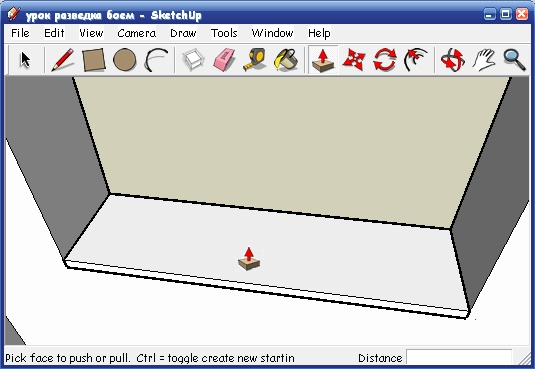 урок разведка боем - SketchUp
File Edit View Camera Draw Tools Window Help
Pick face to push or pull. Ctrl = toggle create new startin Distance